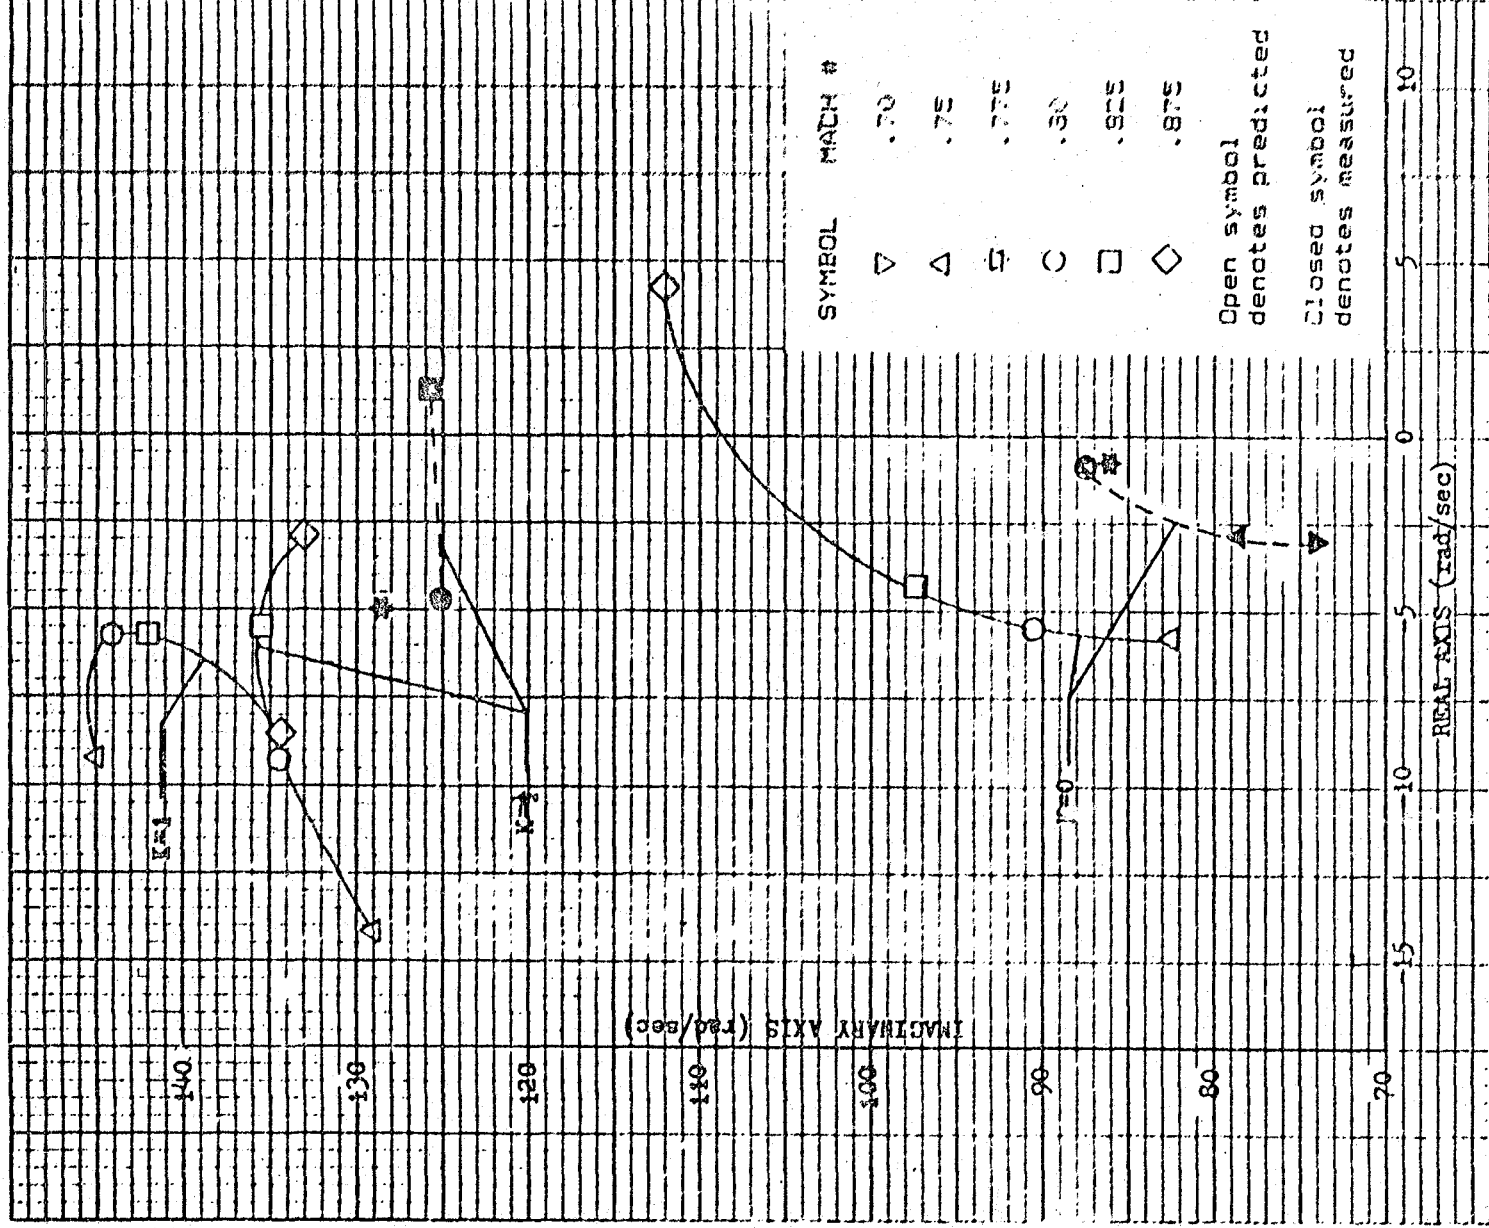 SYMBOL MACH #
.70
.75
.775
.80
.825
.875
Open symbol
denotes predicted
Closed symbol
denotes measured
K=1
IMAGINARY AXIS (rad/sec)
140
130
120
110
100
90
80
70
-15
-10
-5
0
5
10
REAL AXIS (rad/sec)